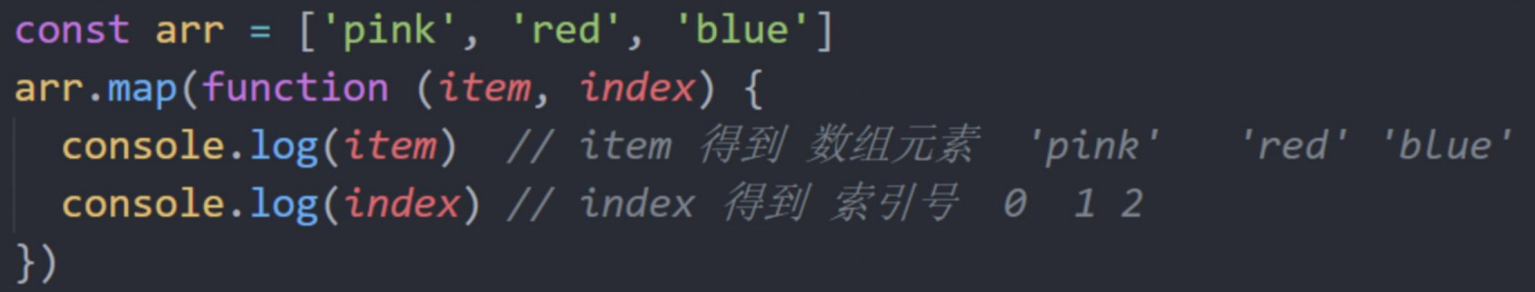 const arr = ['pink', 'red', 'blue']
arr.map(function (item, index) {
  console.log(item)  // item 得到 数组元素  'pink'   'red' 'blue'
  console.log(index) // index 得到 索引号  0  1 2
})